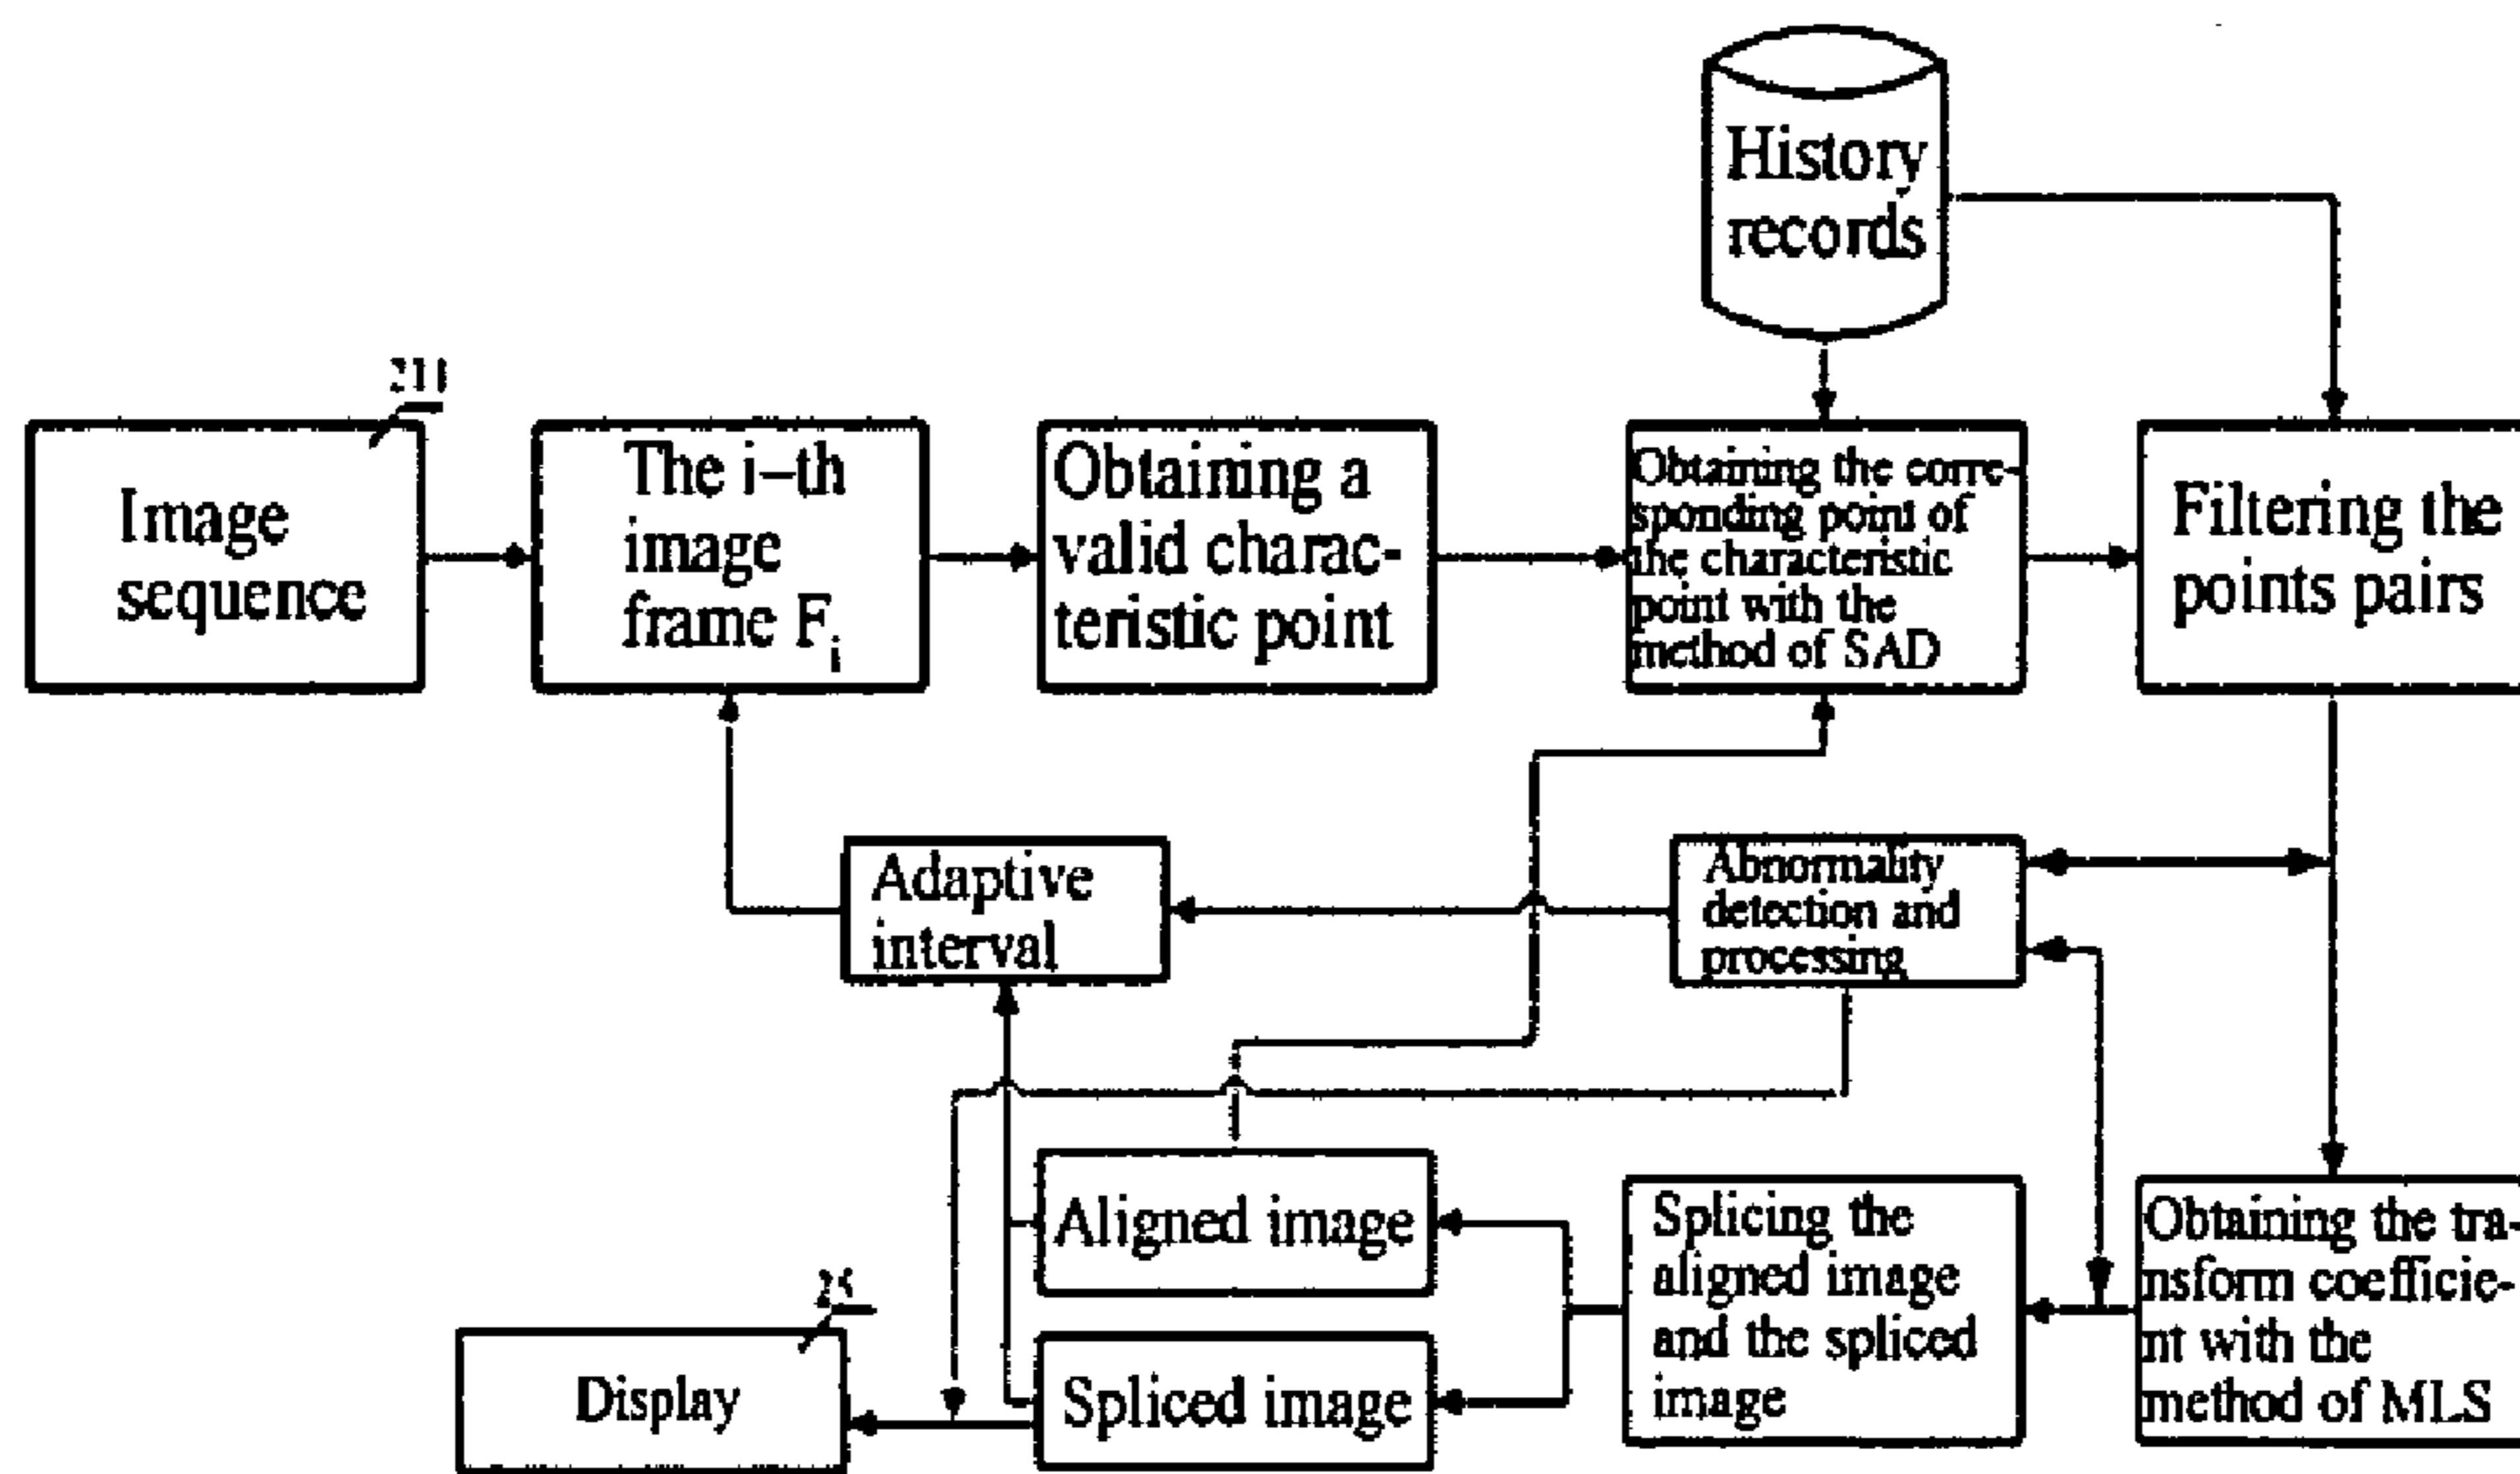 History
records
211
Image
sequence
The i–th
image
frame Fi
Obtaining a
valid charac-
teristic point
Obtaining the corre-
sponding point of
the characteristic
point with the
method of SAD
Filtering the
points pairs
Adaptive
interval
Abnormality
detection and
processing
Aligned image
Splicing the
aligned image
and the spliced
image
Obtaining the tra-
nsform coefficie-
nt with the
method of MLS
25
Display
Spliced image